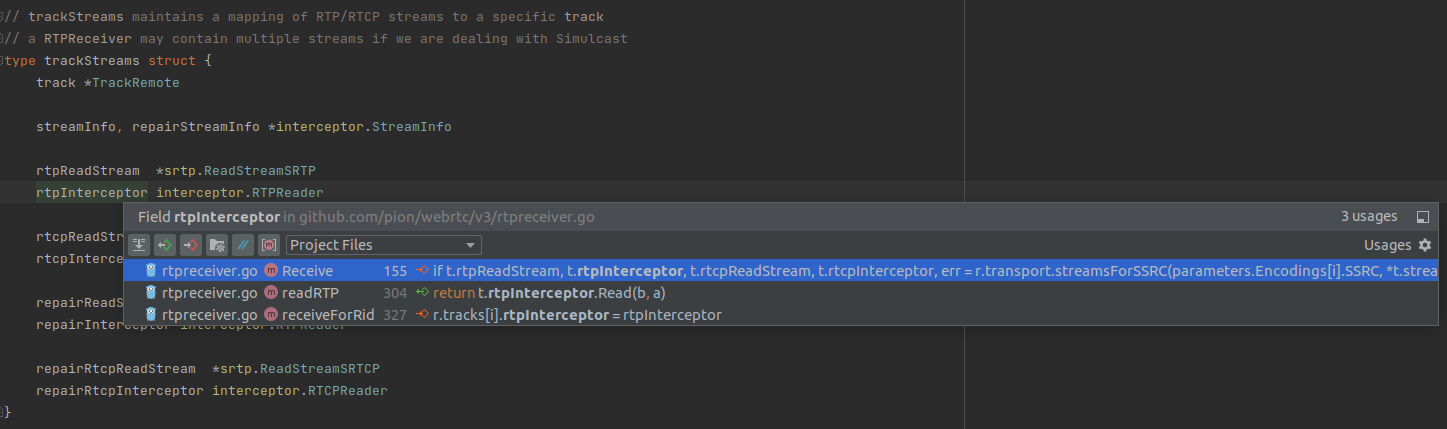 // trackStreams maintains a mapping of RTP/RTCP streams to a specific track
// a RTPReceiver may contain multiple streams if we are dealing with Simulcast
type trackStreams struct {
track *TrackRemote
streamInfo, repairStreamInfo *interceptor.StreamInfo
rtpReadStream *srtp.ReadStreamSRTP
rtpInterceptor interceptor.RTPReader
Field rtpInterceptor in github.com/pion/webrtc/v3/rtpreceiver.go 3 usages
rtcpReadStr
Project Files Usages
rtcpInterce
rtpreceiver.go m Receive 155 if t.rtpReadStream, t.rtpInterceptor, t.rtcpReadStream, t.rtcpInterceptor, err = r.transport.streamsForSSRC(parameters.Encodings[i].SSRC, *t.strea
rtpreceiver.go m readRTP 304 return t.rtpInterceptor.Read(b, a)
repairReadS
rtpreceiver.go m receiveForRid 327 r.tracks[i].rtpInterceptor = rtpInterceptor
repairInterceptor interceptor.RTPReader
repairRtcpReadStream *srtp.ReadStreamSRTCP
repairRtcpInterceptor interceptor.RTCPReader
}